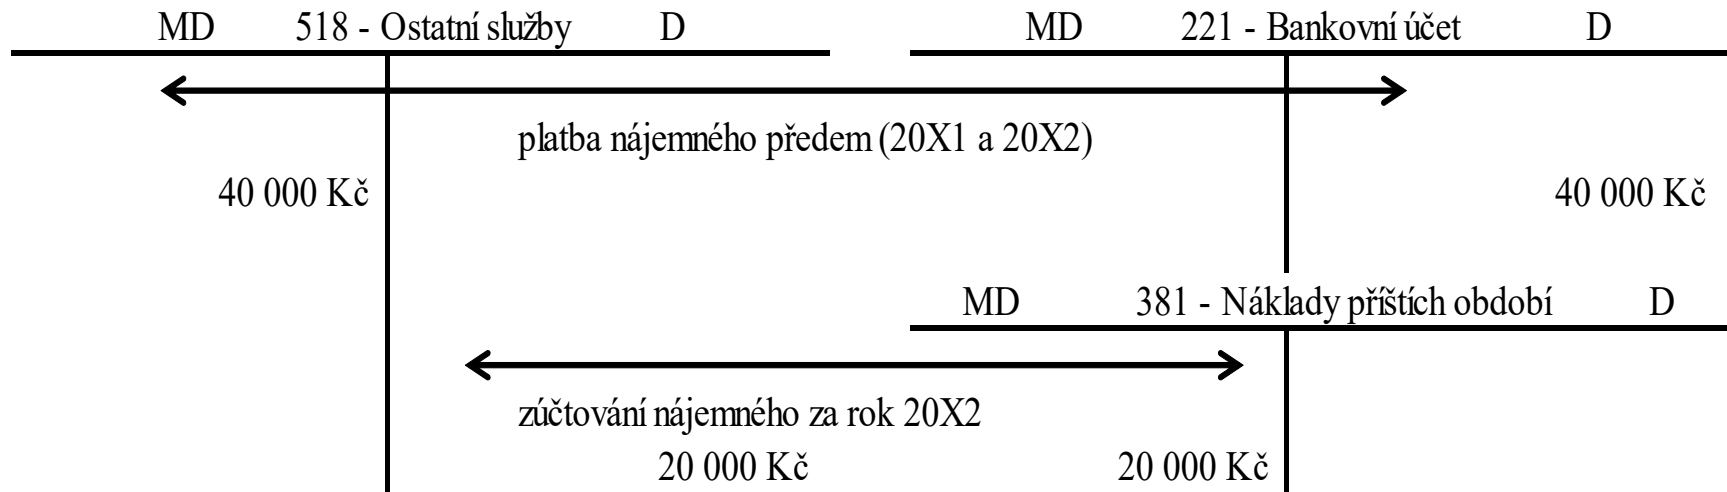 MD 518 - Ostatní služby D MD 221 - Bankovní účet D
platba nájemného předem (20X1 a 20X2)
40 000 Kč 40 000 Kč
MD 381 - Náklady příštích období D
zúčtování nájemného za rok 20X2
20 000 Kč 20 000 Kč